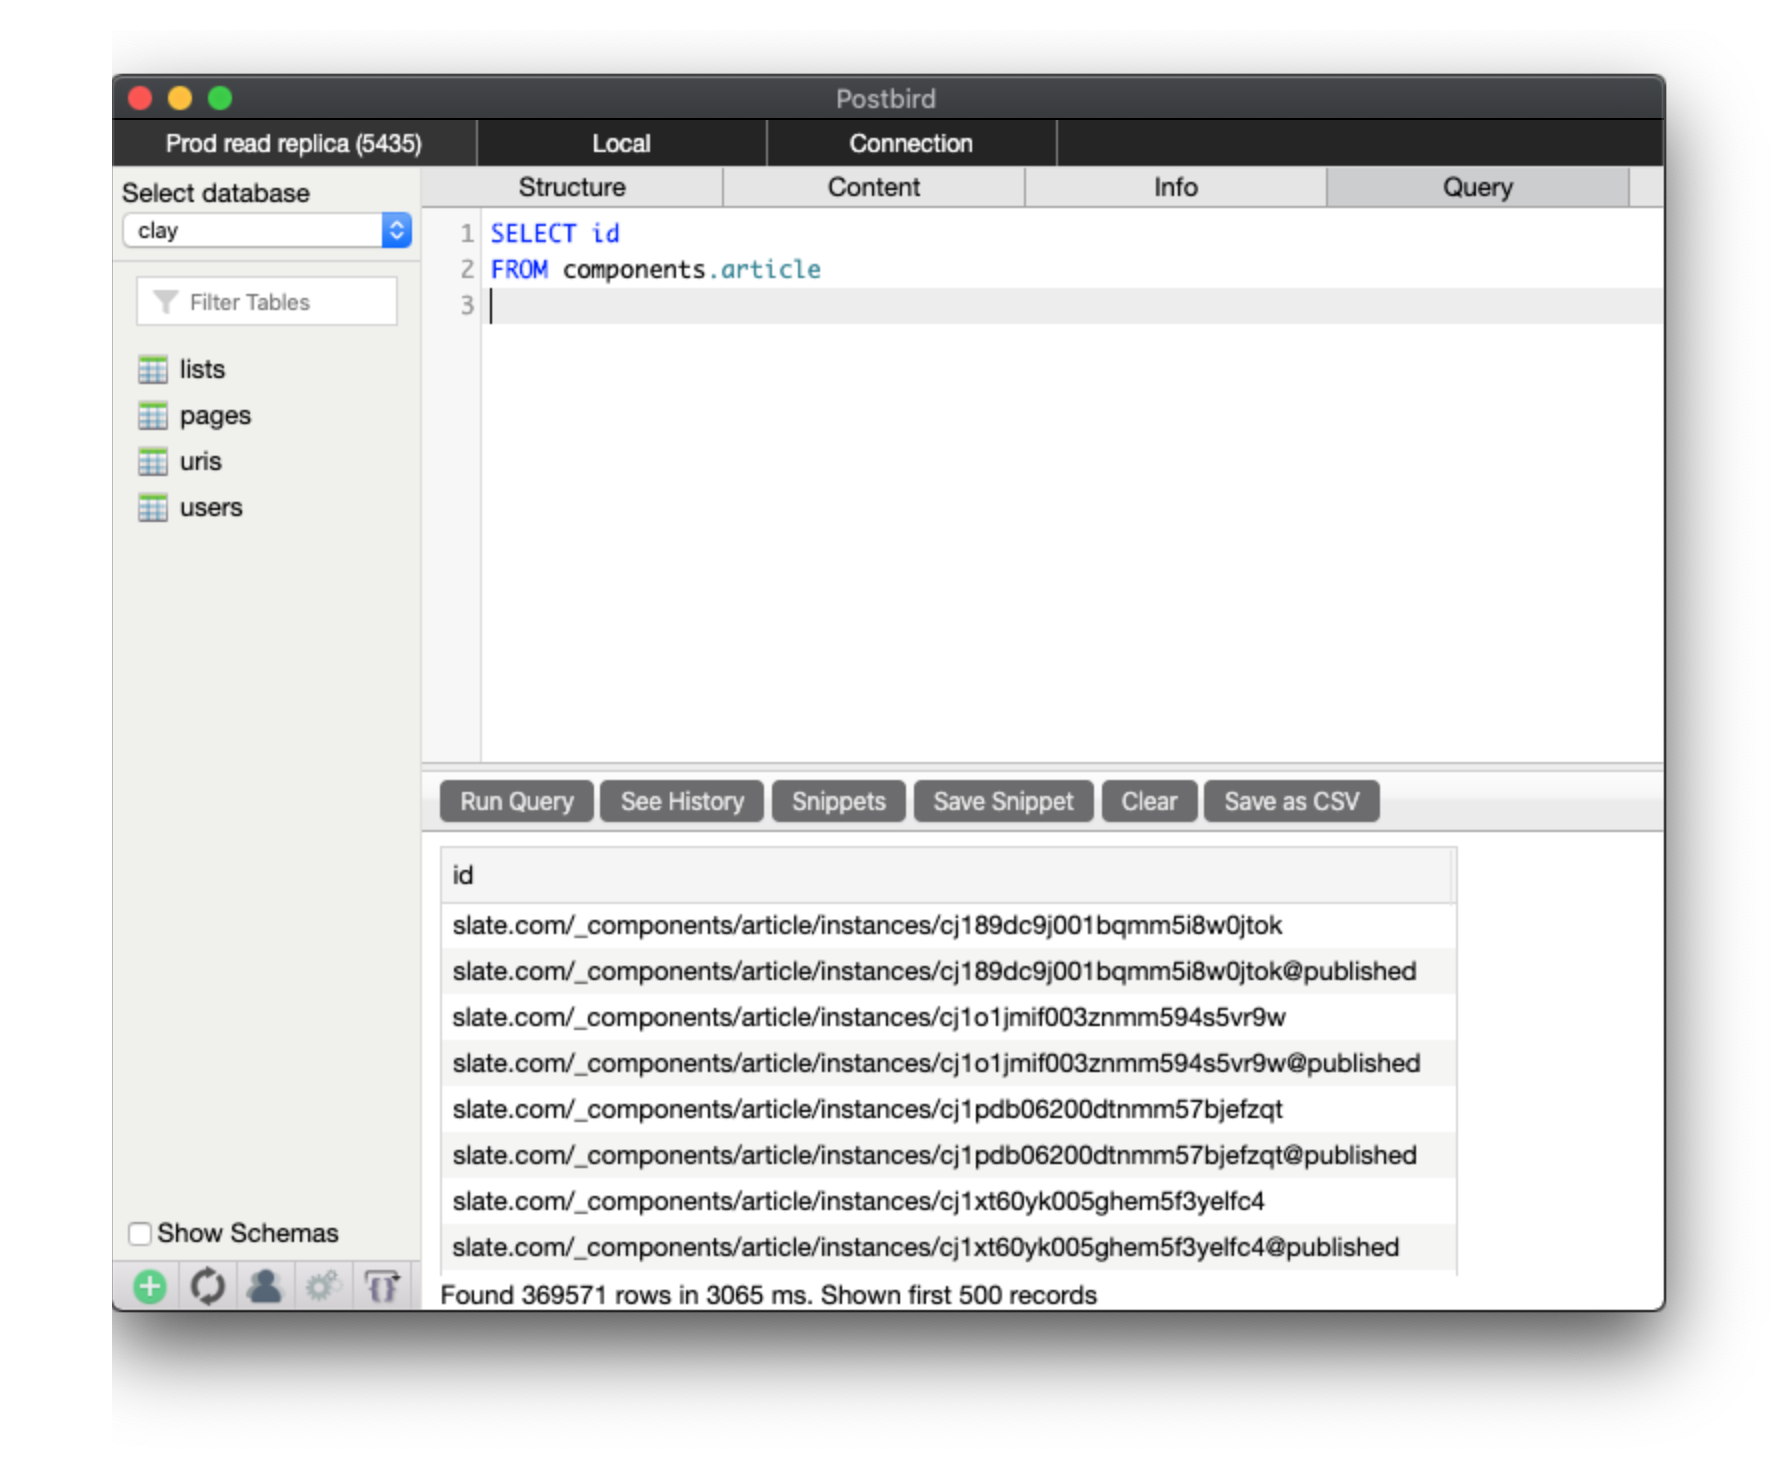 Postbird
Prod read replica (5435) Local Connection
Select database
clay
Filter Tables
lists
pages
uris
users
Show Schemas
Structure Content Info Query
1 SELECT id
2 FROM components.article
3
Run Query See History Snippets Save Snippet Clear Save as CSV
id
slate.com/_components/article/instances/cj189dc9j001bqmm5i8w0jtok
slate.com/_components/article/instances/cj189dc9j001bqmm5i8w0jtok@published
slate.com/_components/article/instances/cj1o1jmif003znmm594s5vr9w
slate.com/_components/article/instances/cj1o1jmif003znmm594s5vr9w@published
slate.com/_components/article/instances/cj1pdb06200dtnmm57bjefzqt
slate.com/_components/article/instances/cj1pdb06200dtnmm57bjefzqt@published
slate.com/_components/article/instances/cj1xt60yk005ghem5f3yelfc4
slate.com/_components/article/instances/cj1xt60yk005ghem5f3yelfc4@published
Found 369571 rows in 3065 ms. Shown first 500 records